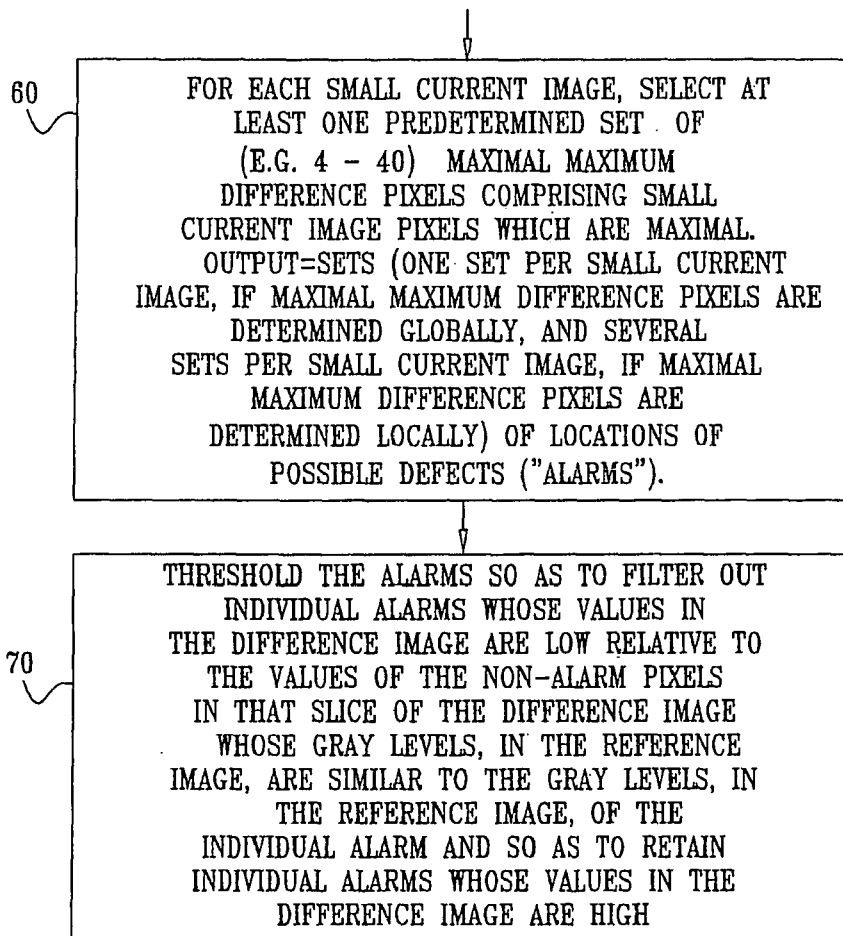 60
FOR EACH SMALL CURRENT IMAGE, SELECT AT
LEAST ONE PREDETERMINED SET OF
(E.G. 4 - 40) MAXIMAL MAXIMUM
DIFFERENCE PIXELS COMPRISING SMALL
CURRENT IMAGE PIXELS WHICH ARE MAXIMAL.
OUTPUT=SETS (ONE SET PER SMALL CURRENT
IMAGE, IF MAXIMAL MAXIMUM DIFFERENCE PIXELS ARE
DETERMINED GLOBALLY, AND SEVERAL
SETS PER SMALL CURRENT IMAGE, IF MAXIMAL
MAXIMUM DIFFERENCE PIXELS ARE
DETERMINED LOCALLY) OF LOCATIONS OF
POSSIBLE DEFECTS ("ALARMS").
70
THRESHOLD THE ALARMS SO AS TO FILTER OUT
INDIVIDUAL ALARMS WHOSE VALUES IN
THE DIFFERENCE IMAGE ARE LOW RELATIVE TO
THE VALUES OF THE NON-ALARM PIXELS
IN THAT SLICE OF THE DIFFERENCE IMAGE
WHOSE GRAY LEVELS, IN THE REFERENCE
IMAGE, ARE SIMILAR TO THE GRAY LEVELS, IN
THE REFERENCE IMAGE, OF THE
INDIVIDUAL ALARM AND SO AS TO RETAIN
INDIVIDUAL ALARMS WHOSE VALUES IN THE
DIFFERENCE IMAGE ARE HIGH